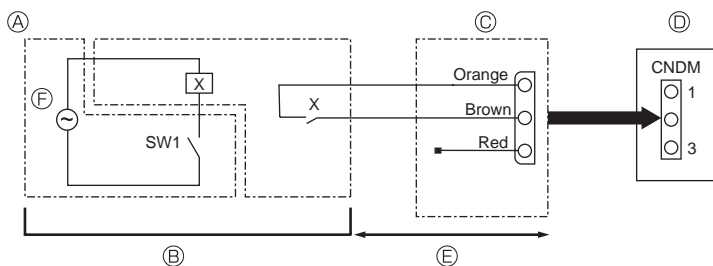 Ⓐ
Ⓒ
Ⓓ
Ⓕ
X
SW1
X
Orange
Brown
Red
CNDM
1
3
Ⓑ
Ⓔ